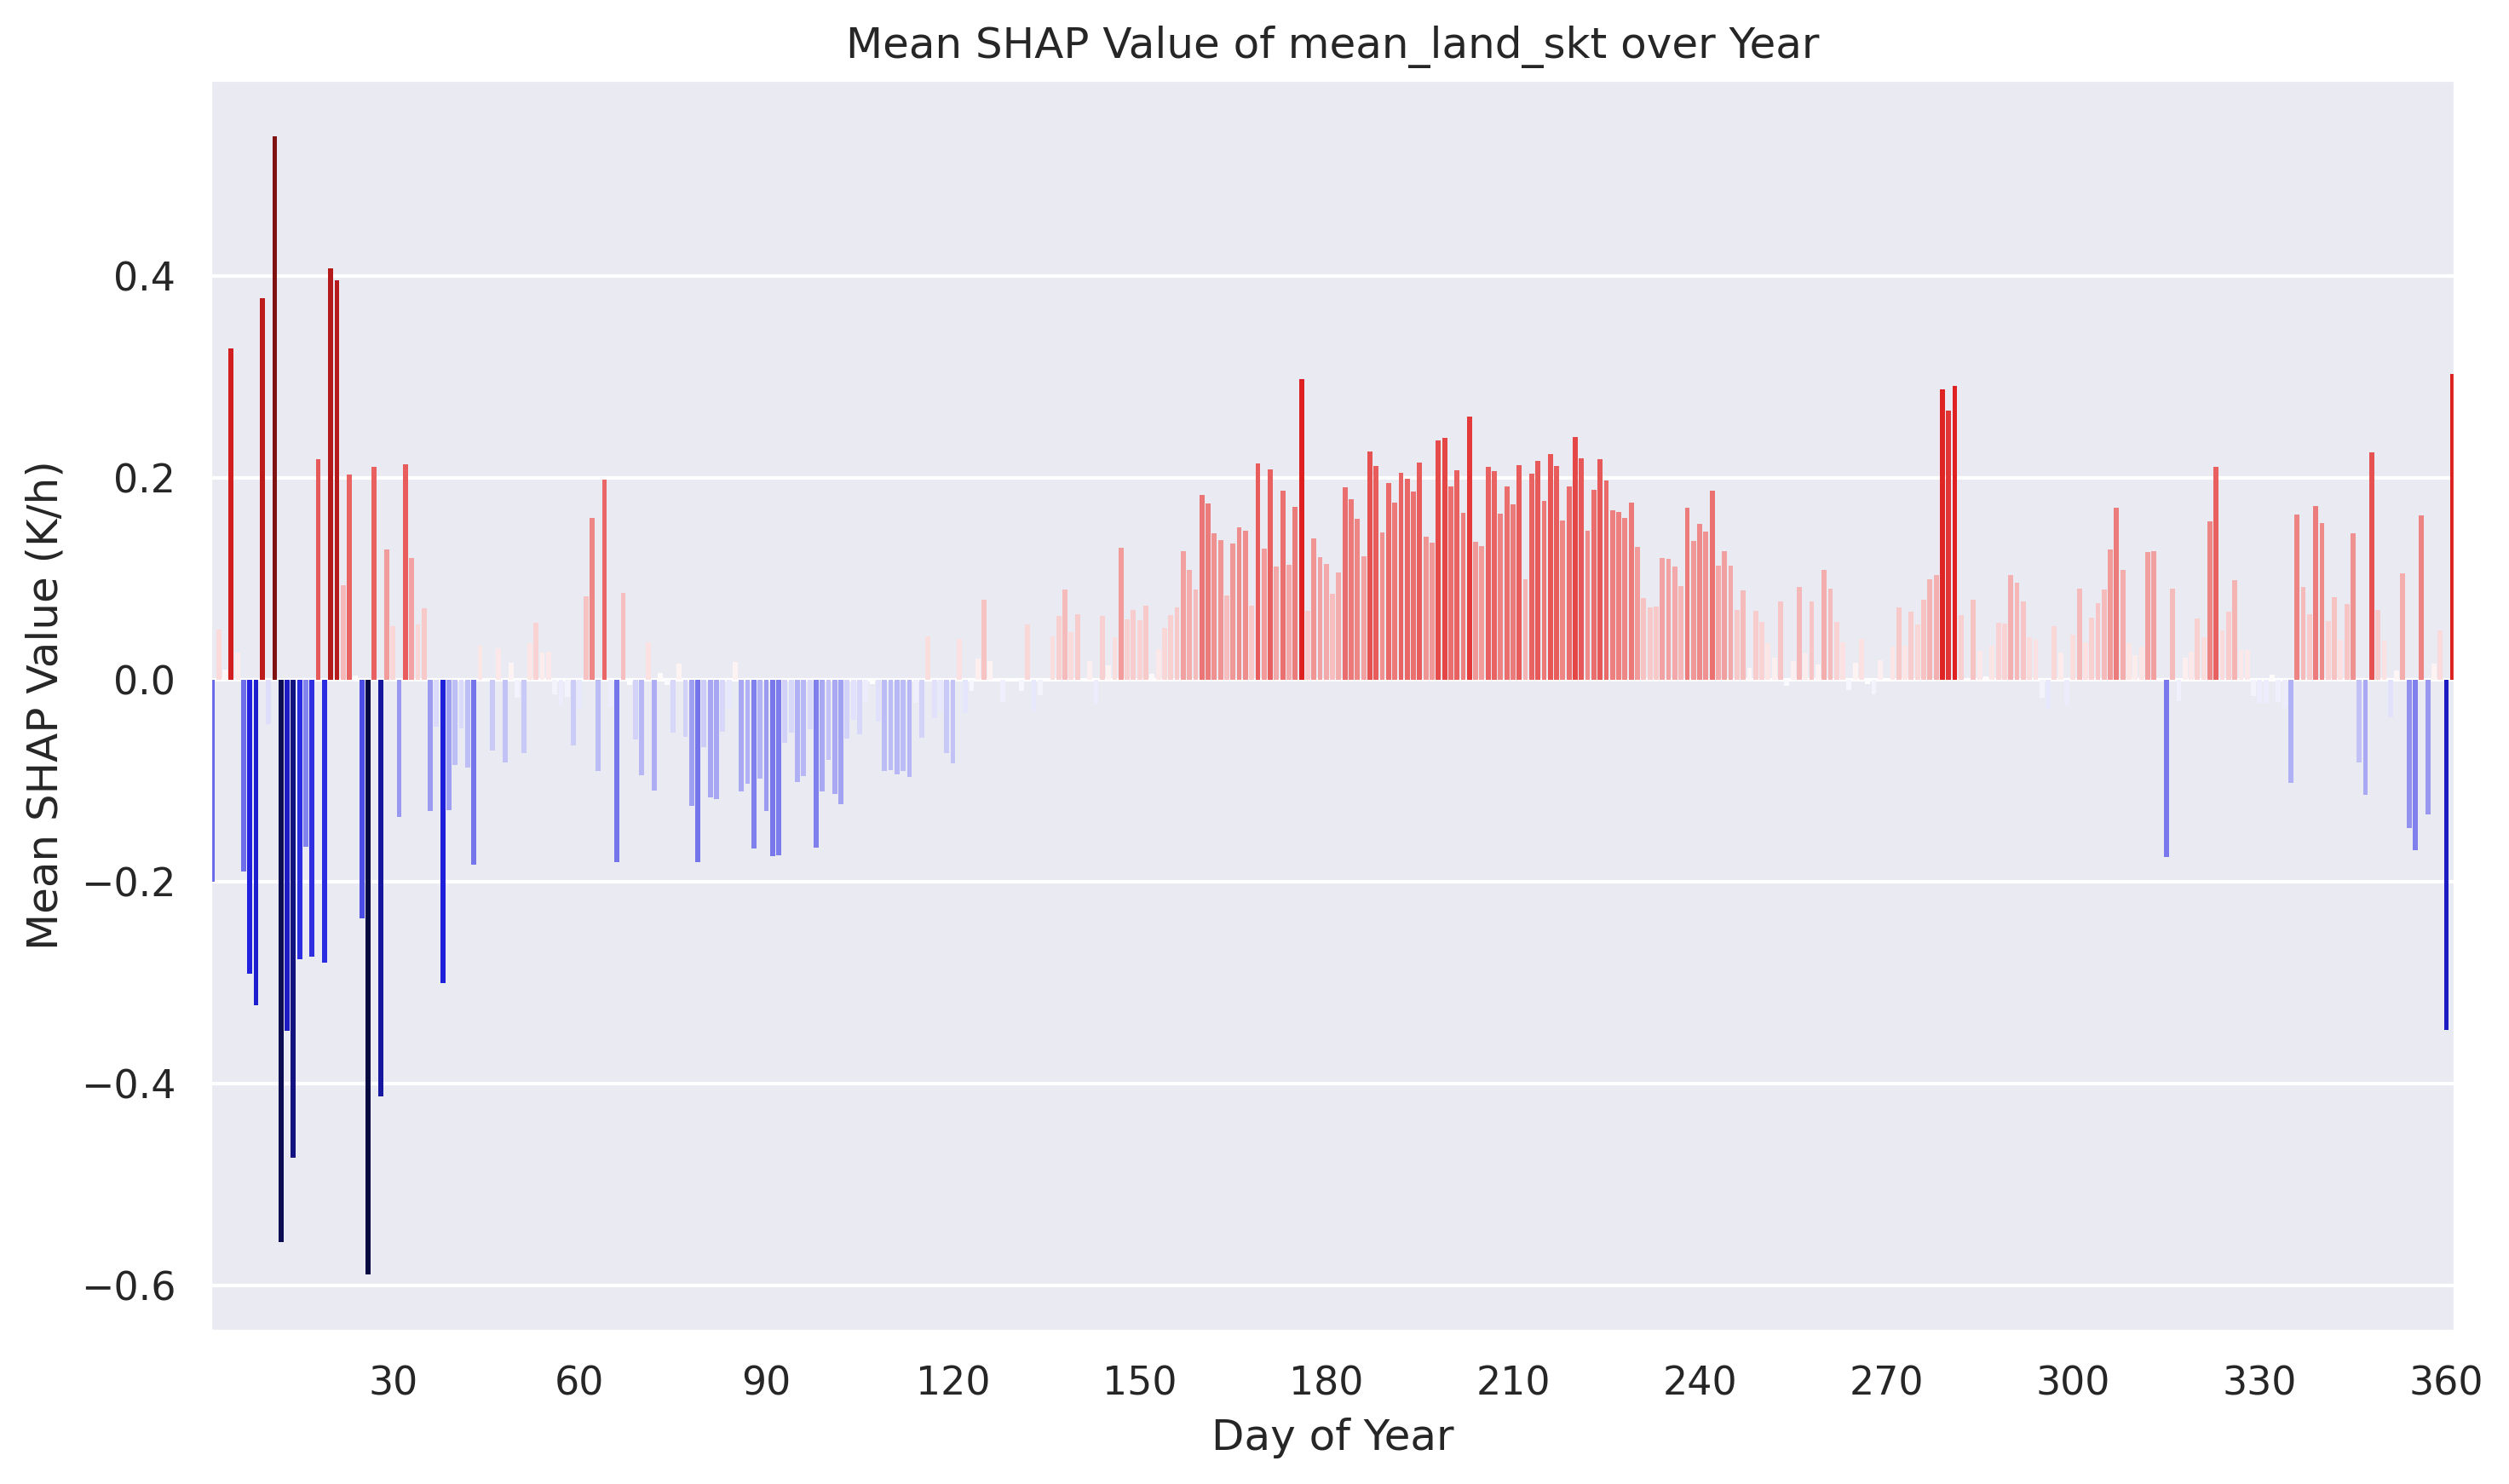 Mean SHAP Value of mean_land_skt over Year
Mean SHAP Value (K/h)
0.4
0.2
0.0
−0.2
−0.4
−0.6
30 60 90 120 150 180 210 240 270 300 330 360
Day of Year